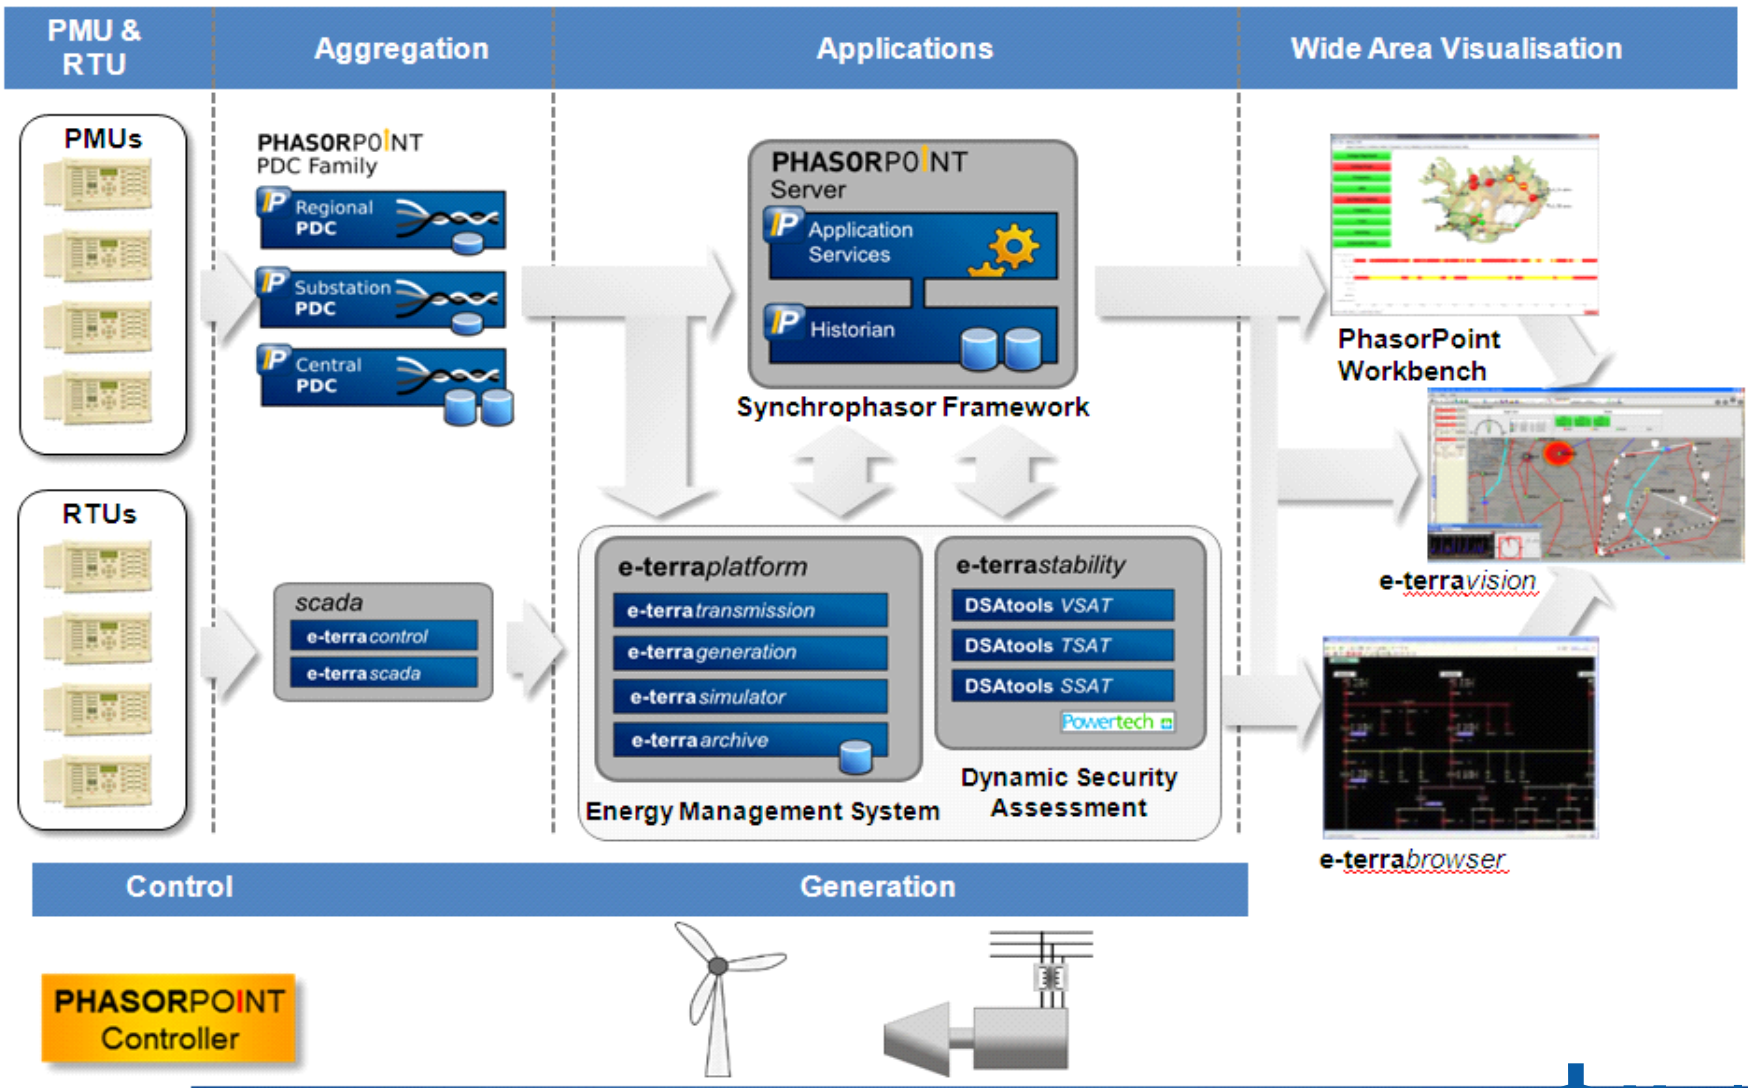 PMU &
RTU
Aggregation
Applications
Wide Area Visualisation
PMUs
RTUs
PHASORPOINT
PDC Family
Regional
PDC
Substation
PDC
Central
PDC
scada
e-terracontrol
e-terrascada
PHASORPOINT
Server
Application
Services
Historian
Synchrophasor Framework
e-terraplatform
e-terratransmission
e-terrageneration
e-terrasimulator
e-terraarchive
Energy Management System
e-terrastability
DSAtools VSAT
DSAtools TSAT
DSAtools SSAT
Powertech
Dynamic Security
Assessment
PhasorPoint
Workbench
e-terravision
e-terrabrowser
Control
Generation
PHASORPOINT
Controller